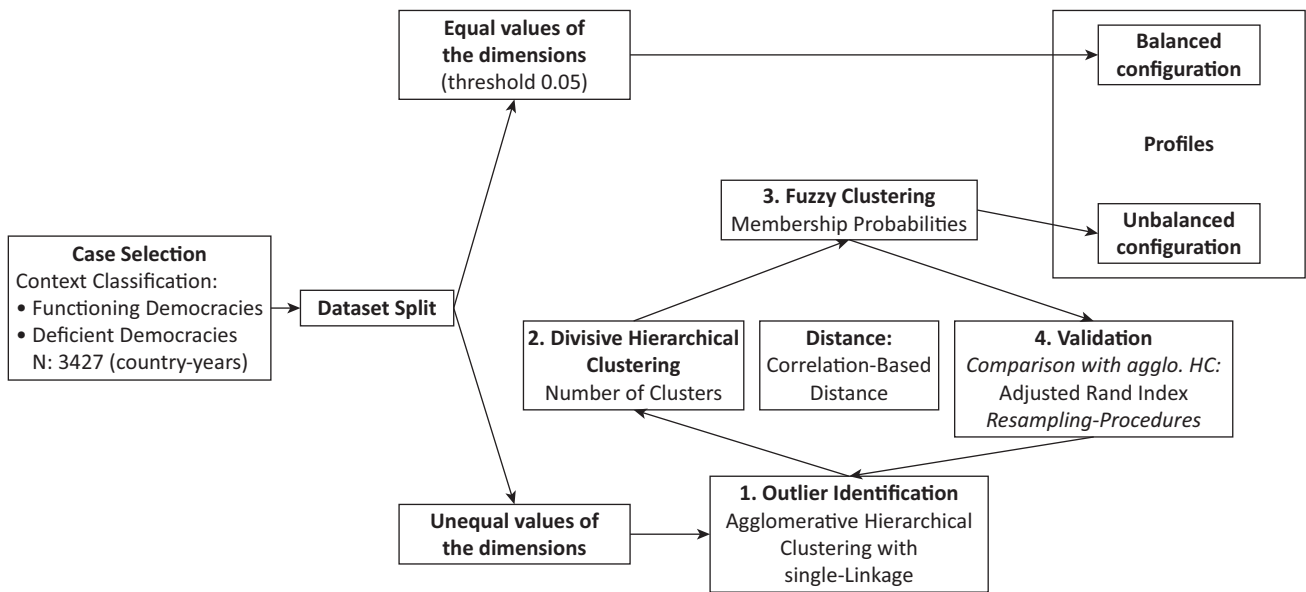 Equal values of
the dimensions
(threshold 0.05)
Balanced
configuration
Profiles
Unbalanced
configuration
3. Fuzzy Clustering
Membership Probabilities
Case Selection
Context Classification:
• Functioning Democracies
• Deficient Democracies
N: 3427 (country-years)
Dataset Split
2. Divisive Hierarchical
Clustering
Number of Clusters
Distance:
Correlation-Based
Distance
4. Validation
Comparison with agglo. HC:
Adjusted Rand Index
Resampling-Procedures
Unequal values of
the dimensions
1. Outlier Identification
Agglomerative Hierarchical
Clustering with
single-Linkage